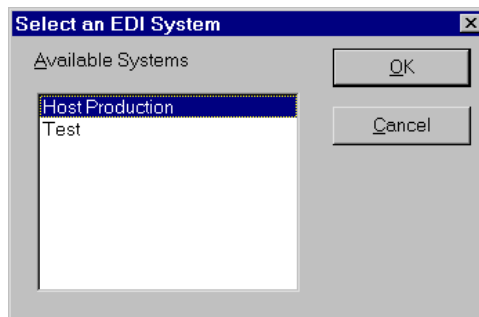 Select an EDI System
Available Systems
OK
Host Production
Test
Cancel